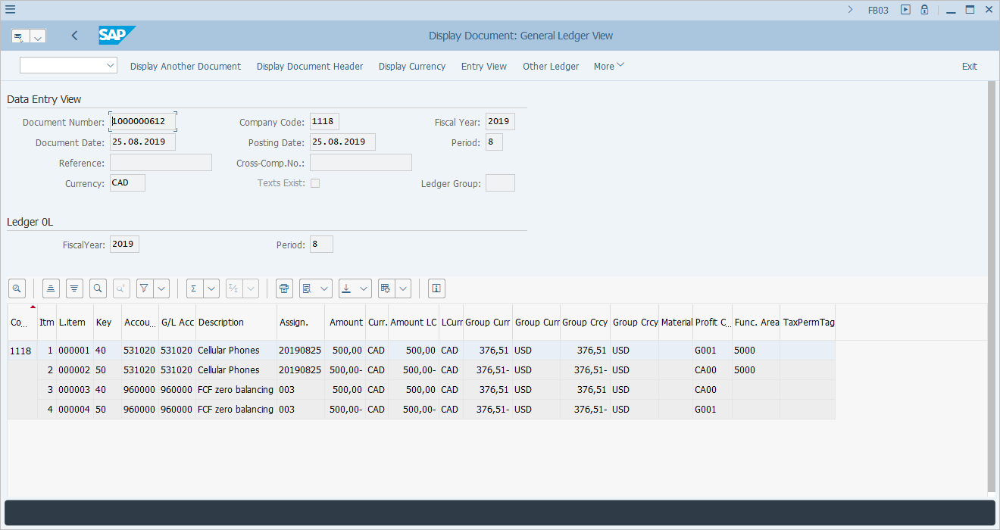 FB03
SAP
Display Document: General Ledger View
Display Another Document Display Document Header Display Currency Entry View Other Ledger More Exit
Data Entry View
Document Number: 1000000612 Company Code: 1118 Fiscal Year: 2019
Document Date: 25.08.2019 Posting Date: 25.08.2019 Period: 8
Reference: Cross-Comp.No.:
Currency: CAD Texts Exist: Ledger Group:
Ledger 0L
FiscalYear: 2019 Period: 8
Co... Itm L.item Key Accou... G/L Acc Description Assign. Amount Curr. Amount LC LCurr Group Curr Group Curr Group Crcy Group Crcy Material Profit C... Func. Area TaxPermTag
1118 1 000001 40 531020 531020 Cellular Phones 20190825 500,00 CAD 500,00 CAD 376,51 USD 376,51 USD G001 5000
2 000002 50 531020 531020 Cellular Phones 20190825 500,00- CAD 500,00- CAD 376,51- USD 376,51- USD CA00 5000
3 000003 40 960000 960000 FCF zero balancing 003 500,00 CAD 500,00 CAD 376,51 USD 376,51 USD CA00
4 000004 50 960000 960000 FCF zero balancing 003 500,00- CAD 500,00- CAD 376,51- USD 376,51- USD G001